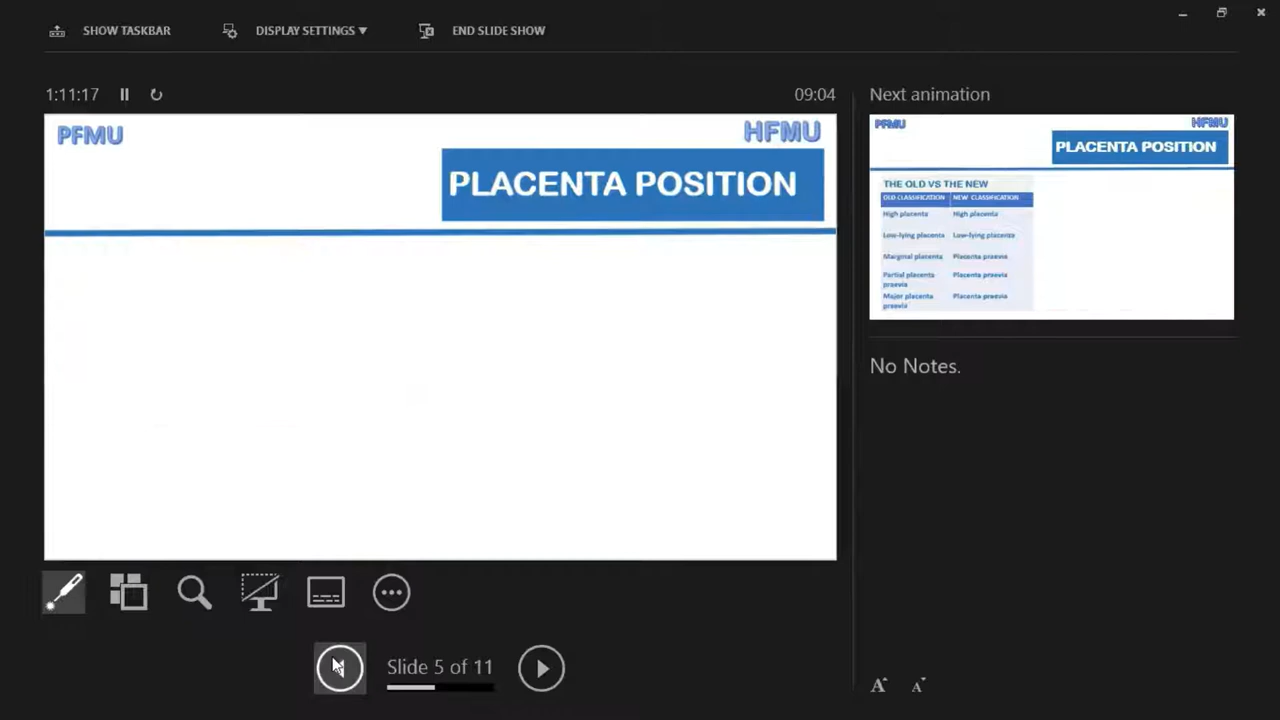 SHOW TASKBAR
DISPLAY SETTINGS ▼
END SLIDE SHOW
1:11:17
09:04
PFMU
HFMU
PLACENTA POSITION
Next animation
PFMU
HFMU
PLACENTA POSITION
THE OLD VS THE NEW
OLD CLASSIFICATION NEW CLASSIFICATION
High placenta High placenta
Low-lying placenta Low-lying placenta
Marginal placenta Placenta praevia
Partial placenta praevia Placenta praevia
Major placenta praevia Placenta praevia
No Notes.
Slide 5 of 11
A A